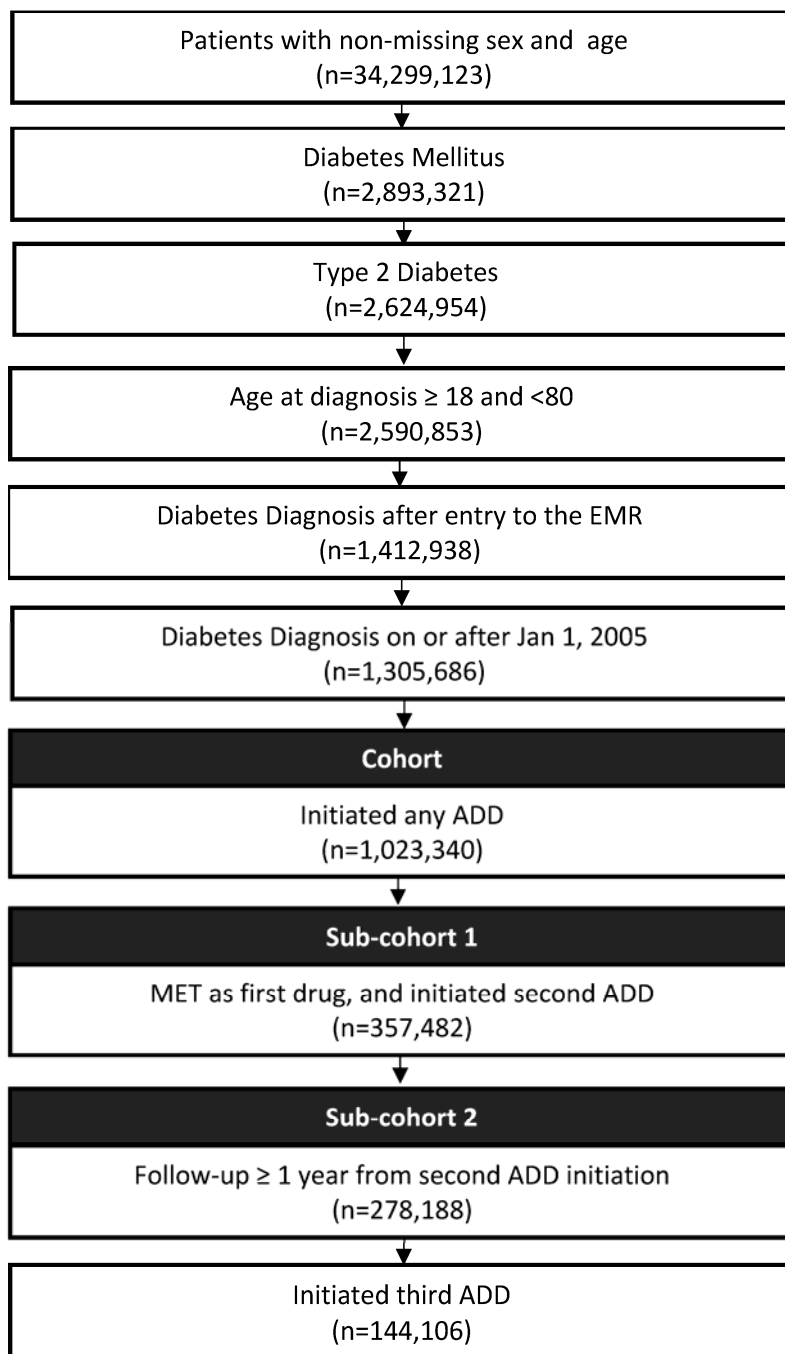 Patients with non-missing sex and age
(n=34,299,123)
Diabetes Mellitus
(n=2,893,321)
Type 2 Diabetes
(n=2,624,954)
Age at diagnosis ≥ 18 and <80
(n=2,590,853)
Diabetes Diagnosis after entry to the EMR
(n=1,412,938)
Diabetes Diagnosis on or after Jan 1, 2005
(n=1,305,686)
Cohort
Initiated any ADD
(n=1,023,340)
Sub-cohort 1
MET as first drug, and initiated second ADD
(n=357,482)
Sub-cohort 2
Follow-up ≥ 1 year from second ADD initiation
(n=278,188)
Initiated third ADD
(n=144,106)